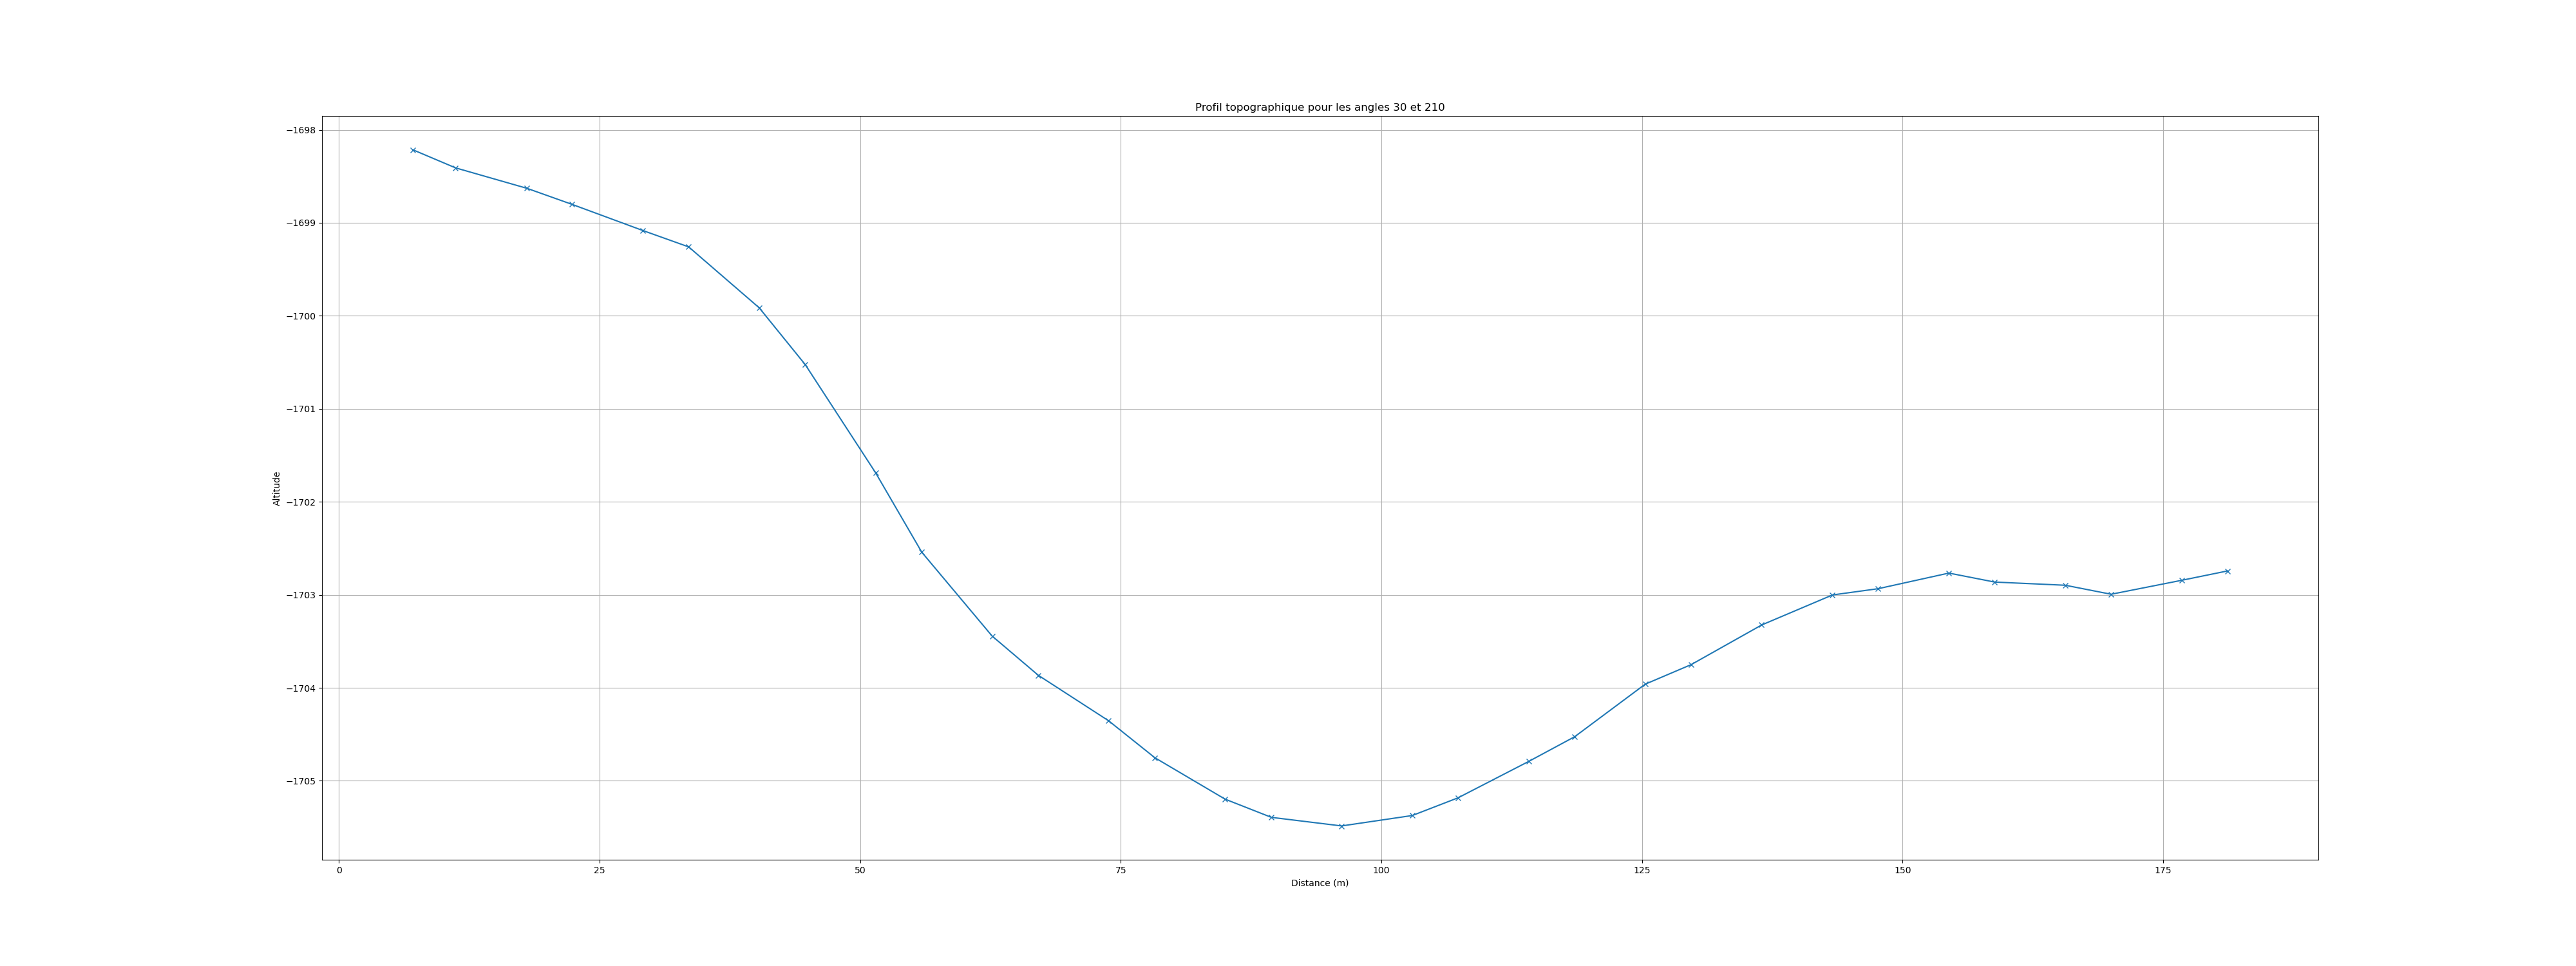 Profil topographique pour les angles 30 et 210
−1698
−1699
−1700
−1701
−1702
−1703
−1704
−1705
Altitude
0 25 50 75 100 125 150 175
Distance (m)